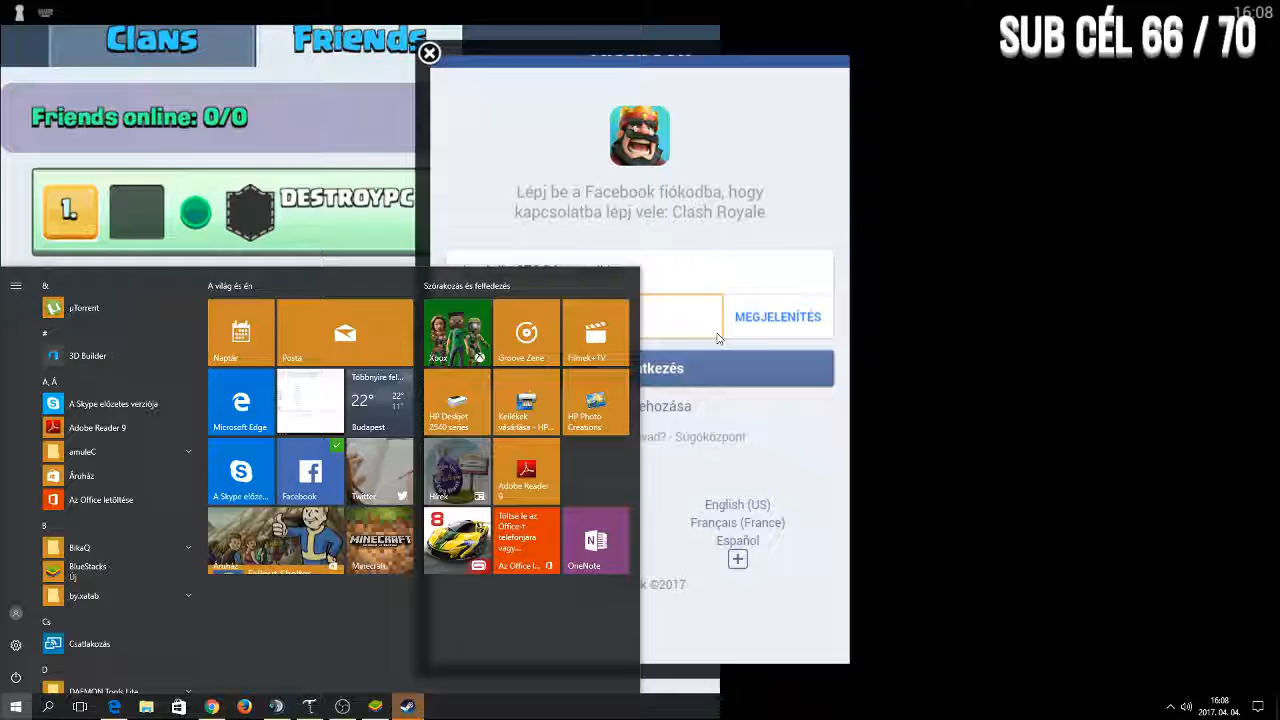 16:08
SUB CÉL 66 / 70
Clans
Friends
Friends online: 0/0
1.
DESTROYPC
Lépj be a Facebook fiókodba, hogy
kapcsolatba lépj vele: Clash Royale
MEGJELENÍTÉS
tkezés
ehozása
vad? · Súgóközpont
English (US)
Français (France)
Español
k ©2017
&
µTorrent
#
3D Builder
A, Á
A Skype előzetes verziója
Adobe Reader 9
amuleC
Áruház
Az Office letöltése
B
BikaQ
BlueStacks
Új
by.xatab
Cs
Csatlakozás
D
DAEMON Tools Lite
A világ és én
Naptár
Posta
Microsoft Edge
Többnyire fel...
22°
22°
11°
Budapest
A Skype előze...
Facebook
Twitter
Áruház
Fallout Shelter
MINECRAFT
Minecraft
Szórakozás és felfedezés
Xbox
Groove Zene
Filmek+TV
HP Deskjet
2540 series
Kellékek
vásárlása - HP...
HP Photo
Creations
Hírek
Adobe Reader
9
8
Töltse le az
Office-t
telefonjára
vagy...
Az Office l...
OneNote
16:08
2017. 04. 04.